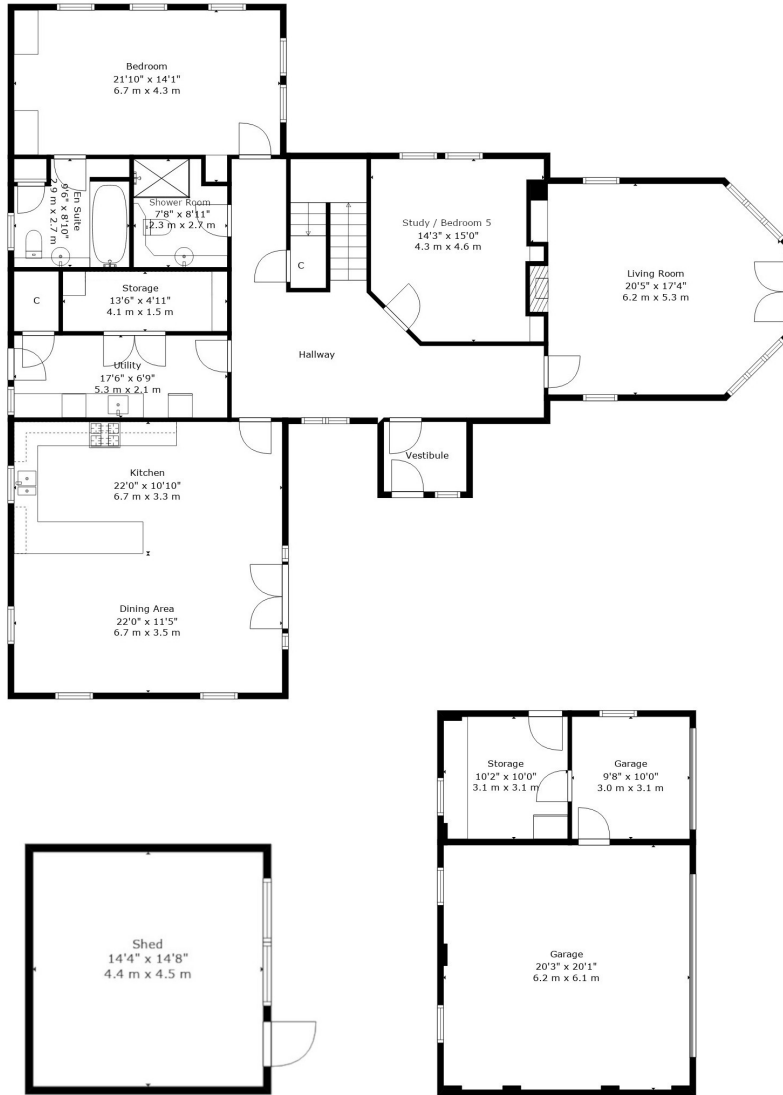 Bedroom
21'10" x 14'1"
6.7 m x 4.3 m
En Suite
9'6" x 8'10"
2.9 m x 2.7 m
Shower Room
7'8" x 8'11"
2.3 m x 2.7 m
Study / Bedroom 5
14'3" x 15'0"
4.3 m x 4.6 m
Living Room
20'5" x 17'4"
6.2 m x 5.3 m
C
C
Storage
13'6" x 4'11"
4.1 m x 1.5 m
Hallway
Utility
17'6" x 6'9"
5.3 m x 2.1 m
Vestibule
Kitchen
22'0" x 10'10"
6.7 m x 3.3 m
Dining Area
22'0" x 11'5"
6.7 m x 3.5 m
Storage
10'2" x 10'0"
3.1 m x 3.1 m
Garage
9'8" x 10'0"
3.0 m x 3.1 m
Shed
14'4" x 14'8"
4.4 m x 4.5 m
Garage
20'3" x 20'1"
6.2 m x 6.1 m